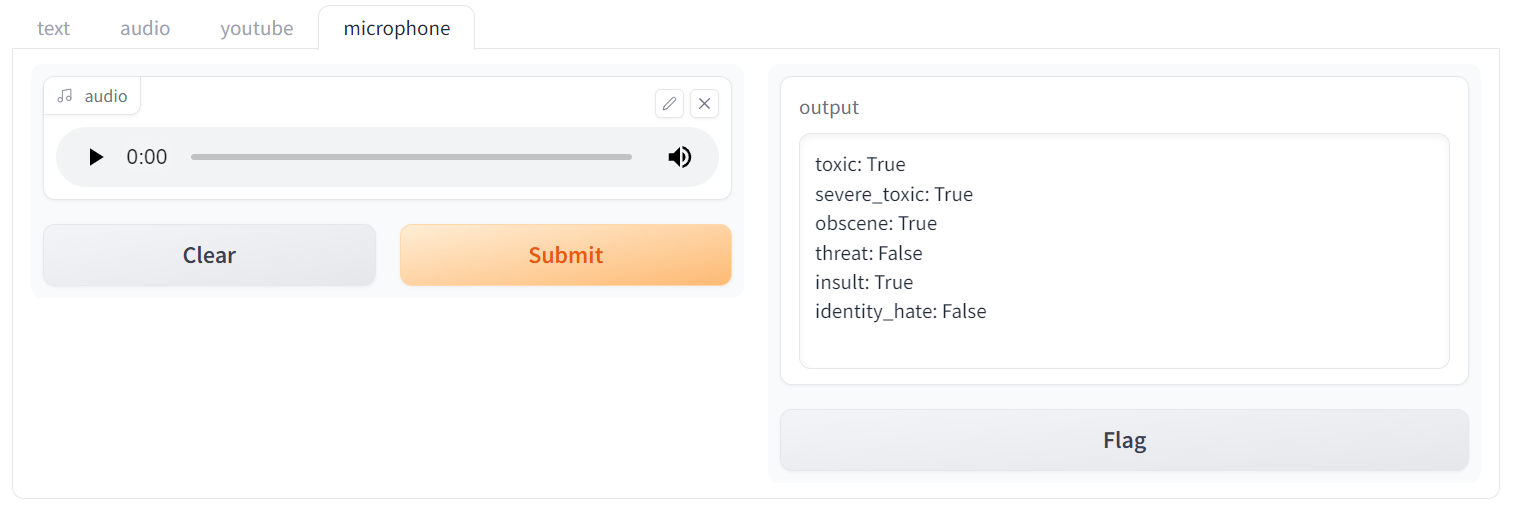 text audio youtube microphone
audio
0:00
Clear Submit
output
toxic: True
severe_toxic: True
obscene: True
threat: False
insult: True
identity_hate: False
Flag